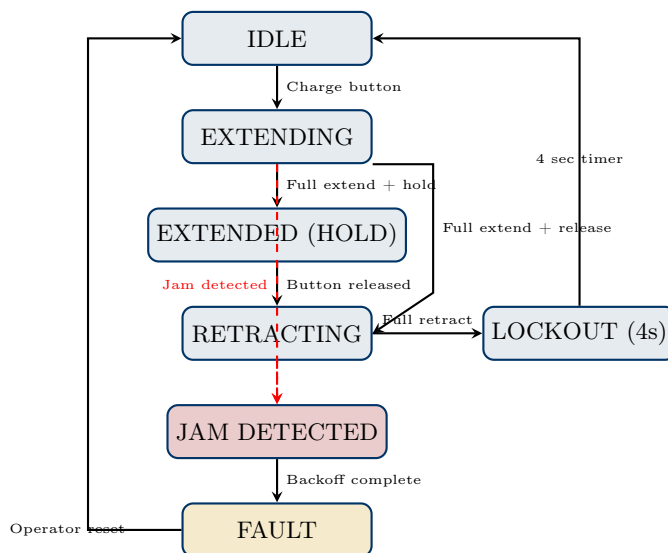 IDLE
Charge button
EXTENDING
4 sec timer
Full extend + hold
Full extend + release
EXTENDED (HOLD)
Jam detected
Button released
Full retract
RETRACTING
LOCKOUT (4s)
JAM DETECTED
Backoff complete
Operator reset
FAULT